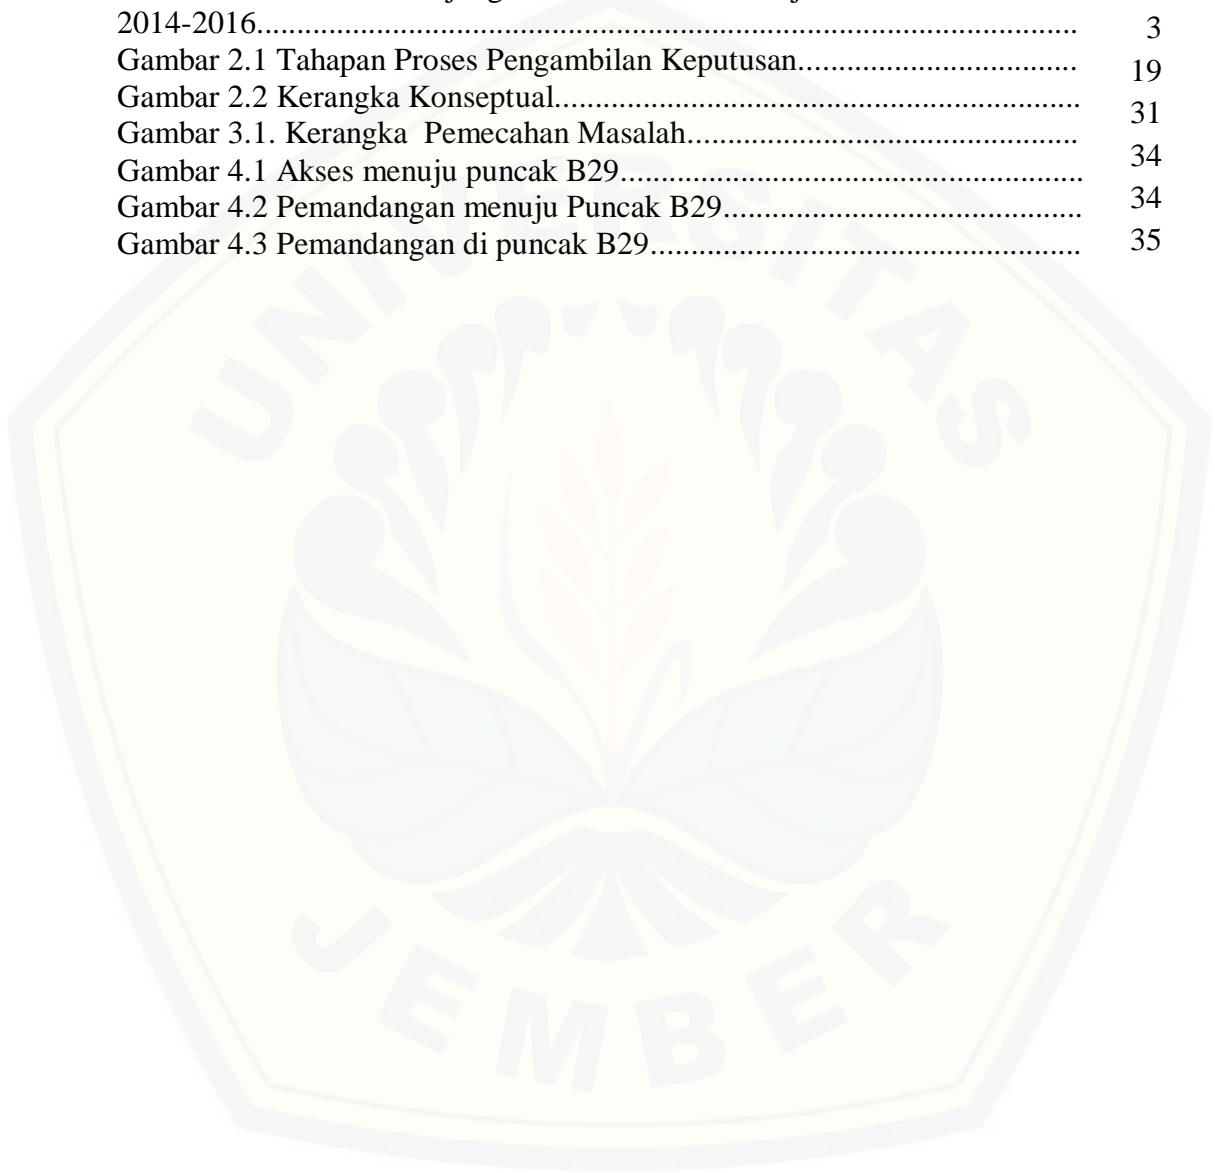 2014-2016.................................................................................................... 3
Gambar 2.1 Tahapan Proses Pengambilan Keputusan.................................. 19
Gambar 2.2 Kerangka Konseptual................................................................ 31
Gambar 3.1. Kerangka  Pemecahan Masalah................................................ 34
Gambar 4.1 Akses menuju puncak B29........................................................ 34
Gambar 4.2 Pemandangan menuju Puncak B29............................................ 35
Gambar 4.3 Pemandangan di puncak B29.....................................................
UNIVERSITAS
JEMBER